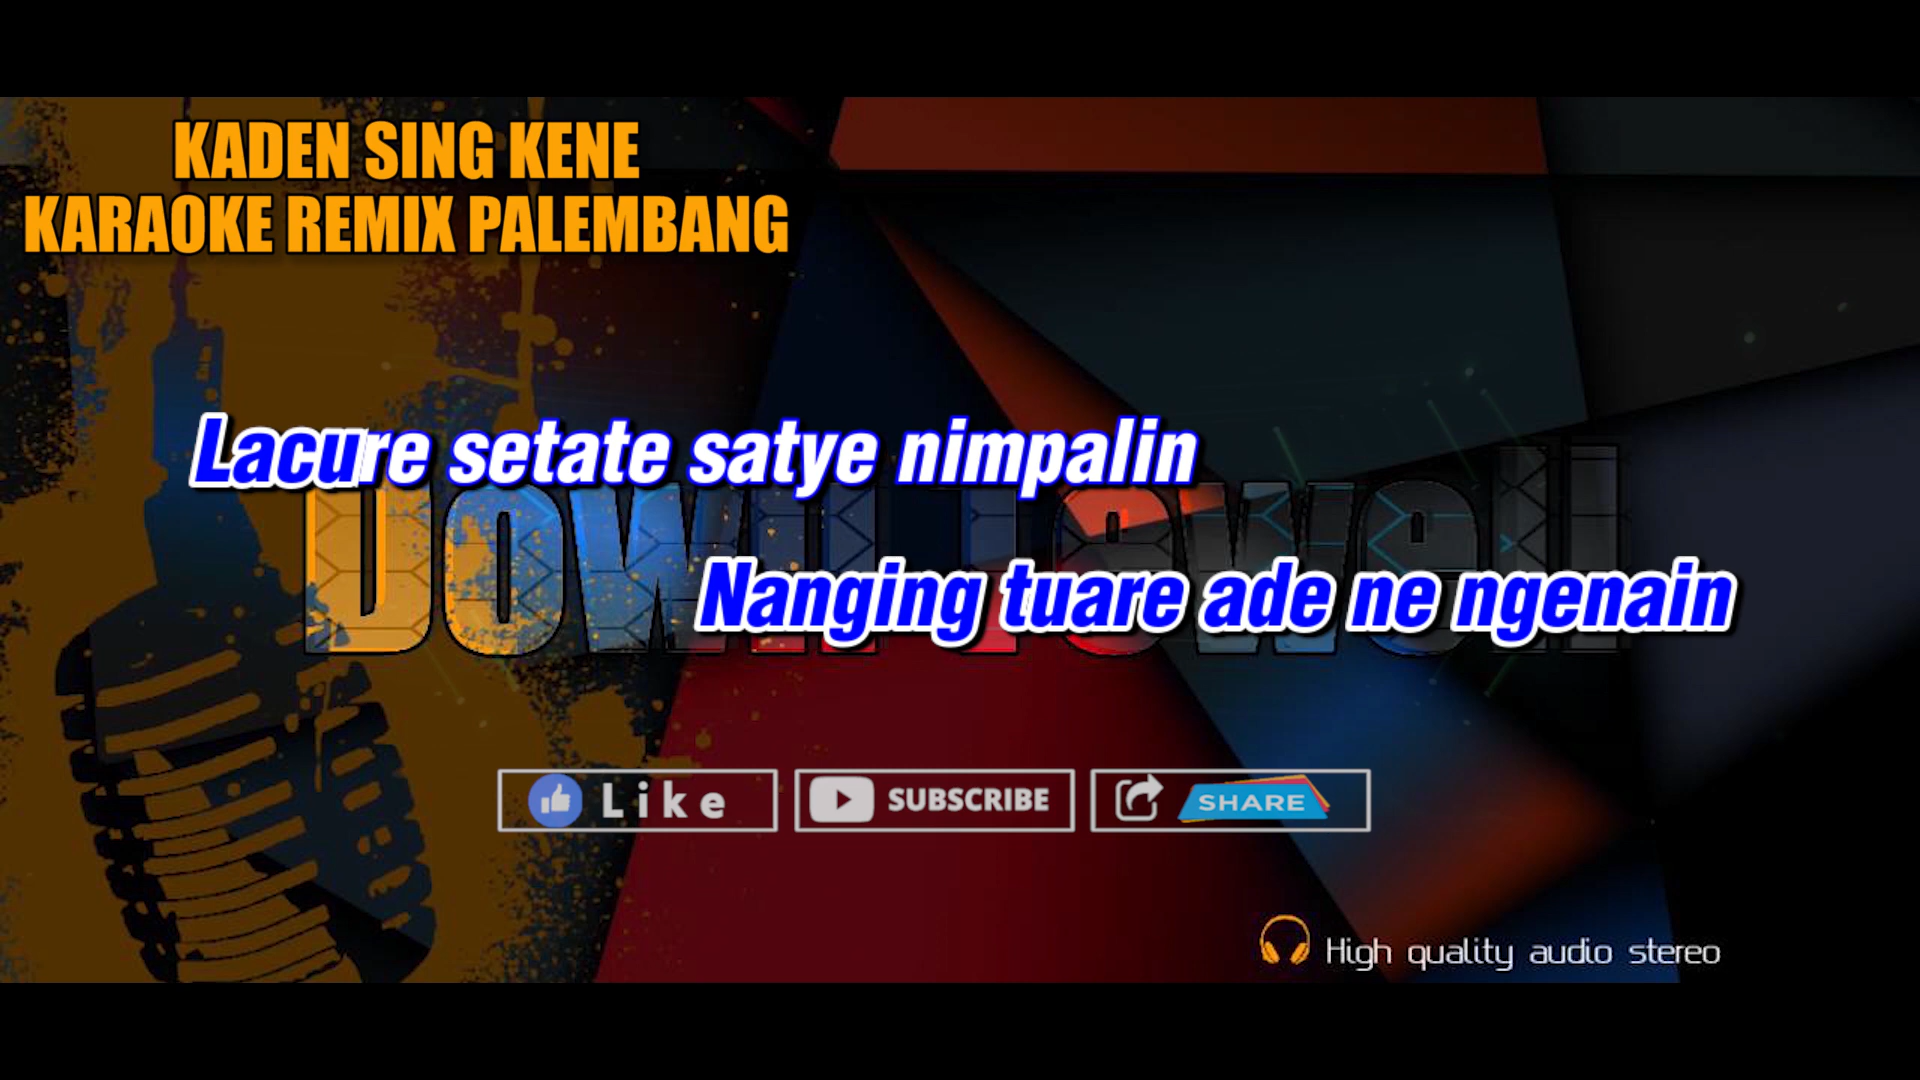 KADEN SING KENE
KARAOKE REMIX PALEMBANG
Lacure setate satye nimpalin
Nanging tuare ade ne ngenain
Like
SUBSCRIBE
SHARE
High quality audio stereo